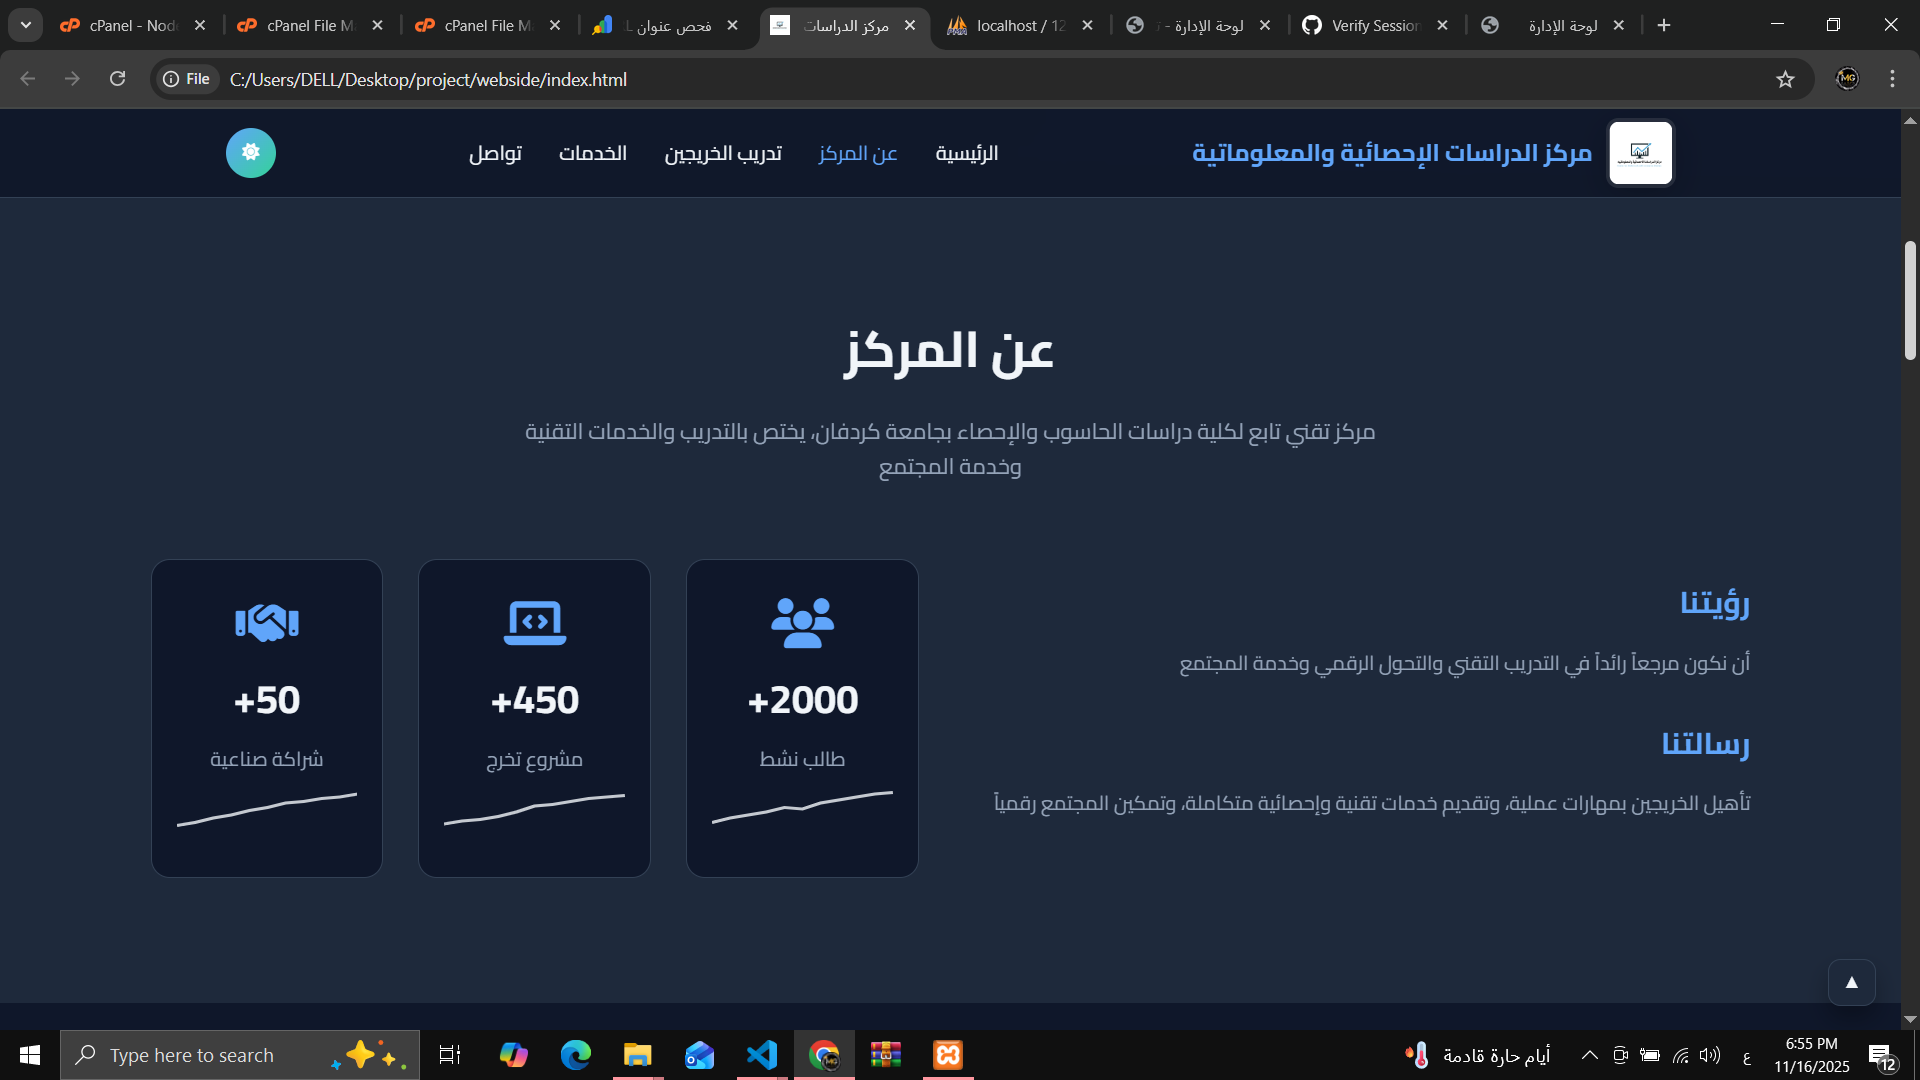 cPanel - Nod
cPanel File M
cPanel File M
فحص عنوان
مركز الدراسات
localhost / 12
لوحة الإدارة -
Verify Session
لوحة الإدارة
File
C:/Users/DELL/Desktop/project/webside/index.html
مركز الدراسات الإحصائية والمعلوماتية
الرئيسية
عن المركز
تدريب الخريجين
الخدمات
تواصل
عن المركز
مركز تقني تابع لكلية دراسات الحاسوب والإحصاء بجامعة كردفان، يختص بالتدريب والخدمات التقنية
وخدمة المجتمع
رؤيتنا
أن نكون مرجعاً رائداً في التدريب التقني والتحول الرقمي وخدمة المجتمع
رسالتنا
تأهيل الخريجين بمهارات عملية، وتقديم خدمات تقنية وإحصائية متكاملة، وتمكين المجتمع رقمياً
+2000
طالب نشط
+450
مشروع تخرج
+50
شراكة صناعية
Type here to search
أيام حارة قادمة
ع
6:55 PM
11/16/2025
12